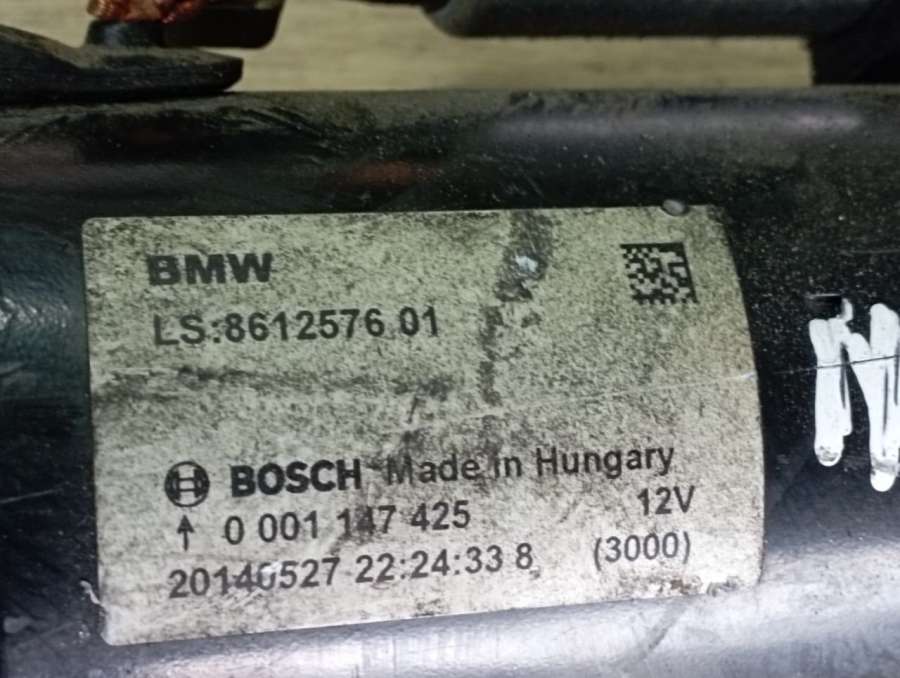 BMW
LS:8612576 01
BOSCH Made in Hungary
0 001 147 425 12V
20140527 22:24:33 8 (3000)